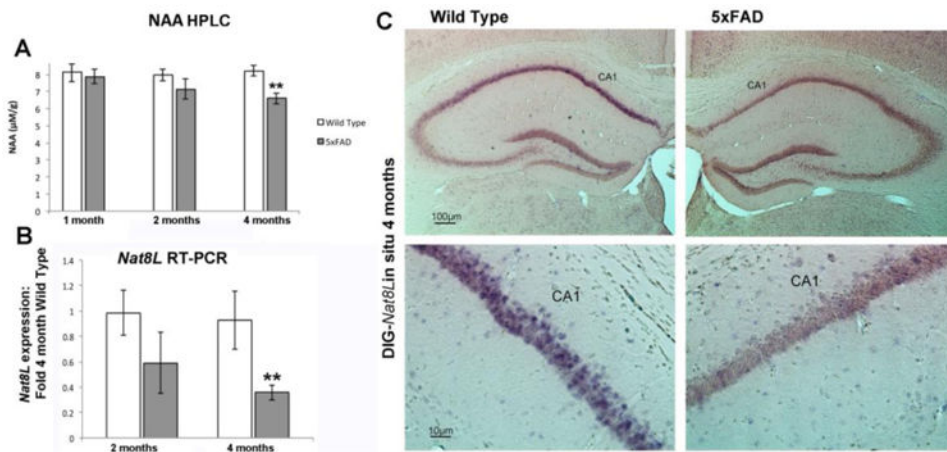 NAA HPLC
A
NAA (µM/g)
9
8
7
6
5
4
3
2
1
0
**
Wild Type
5xFAD
1 month
2 months
4 months
B
Nat8L RT-PCR
Nat8L expression:
Fold 4 month Wild Type
1.4
1.2
1
0.8
0.6
0.4
0.2
0
**
2 months
4 months
C
Wild Type
5xFAD
DIG-Nat8Lin situ 4 months
CA1
100µm
CA1
CA1
10µm
CA1